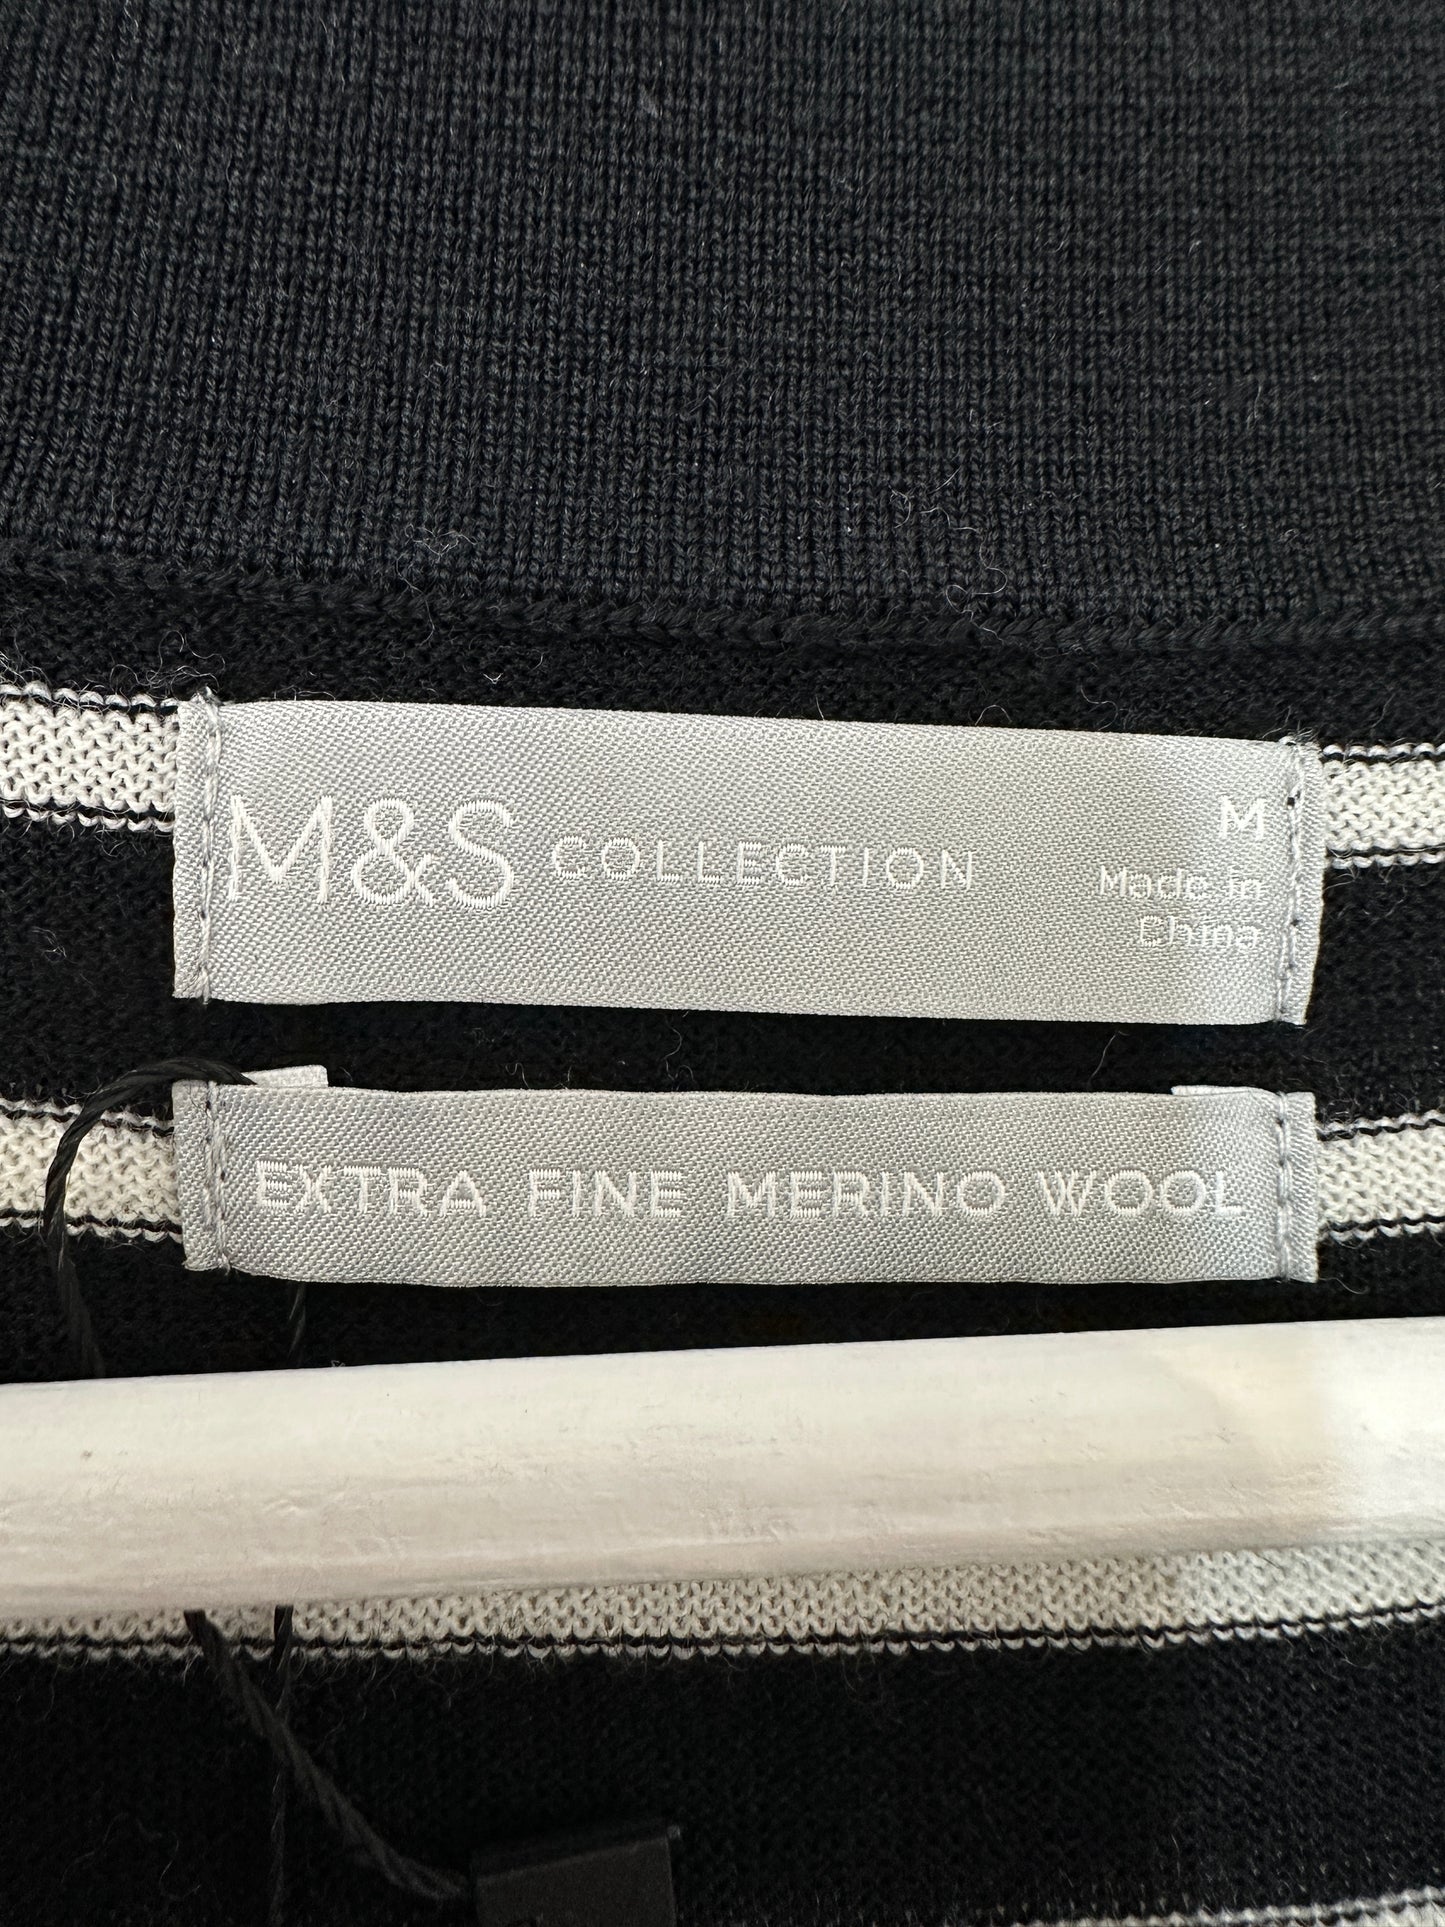 M&S COLLECTION
M
Made in
China
EXTRA FINE MERINO WOOL